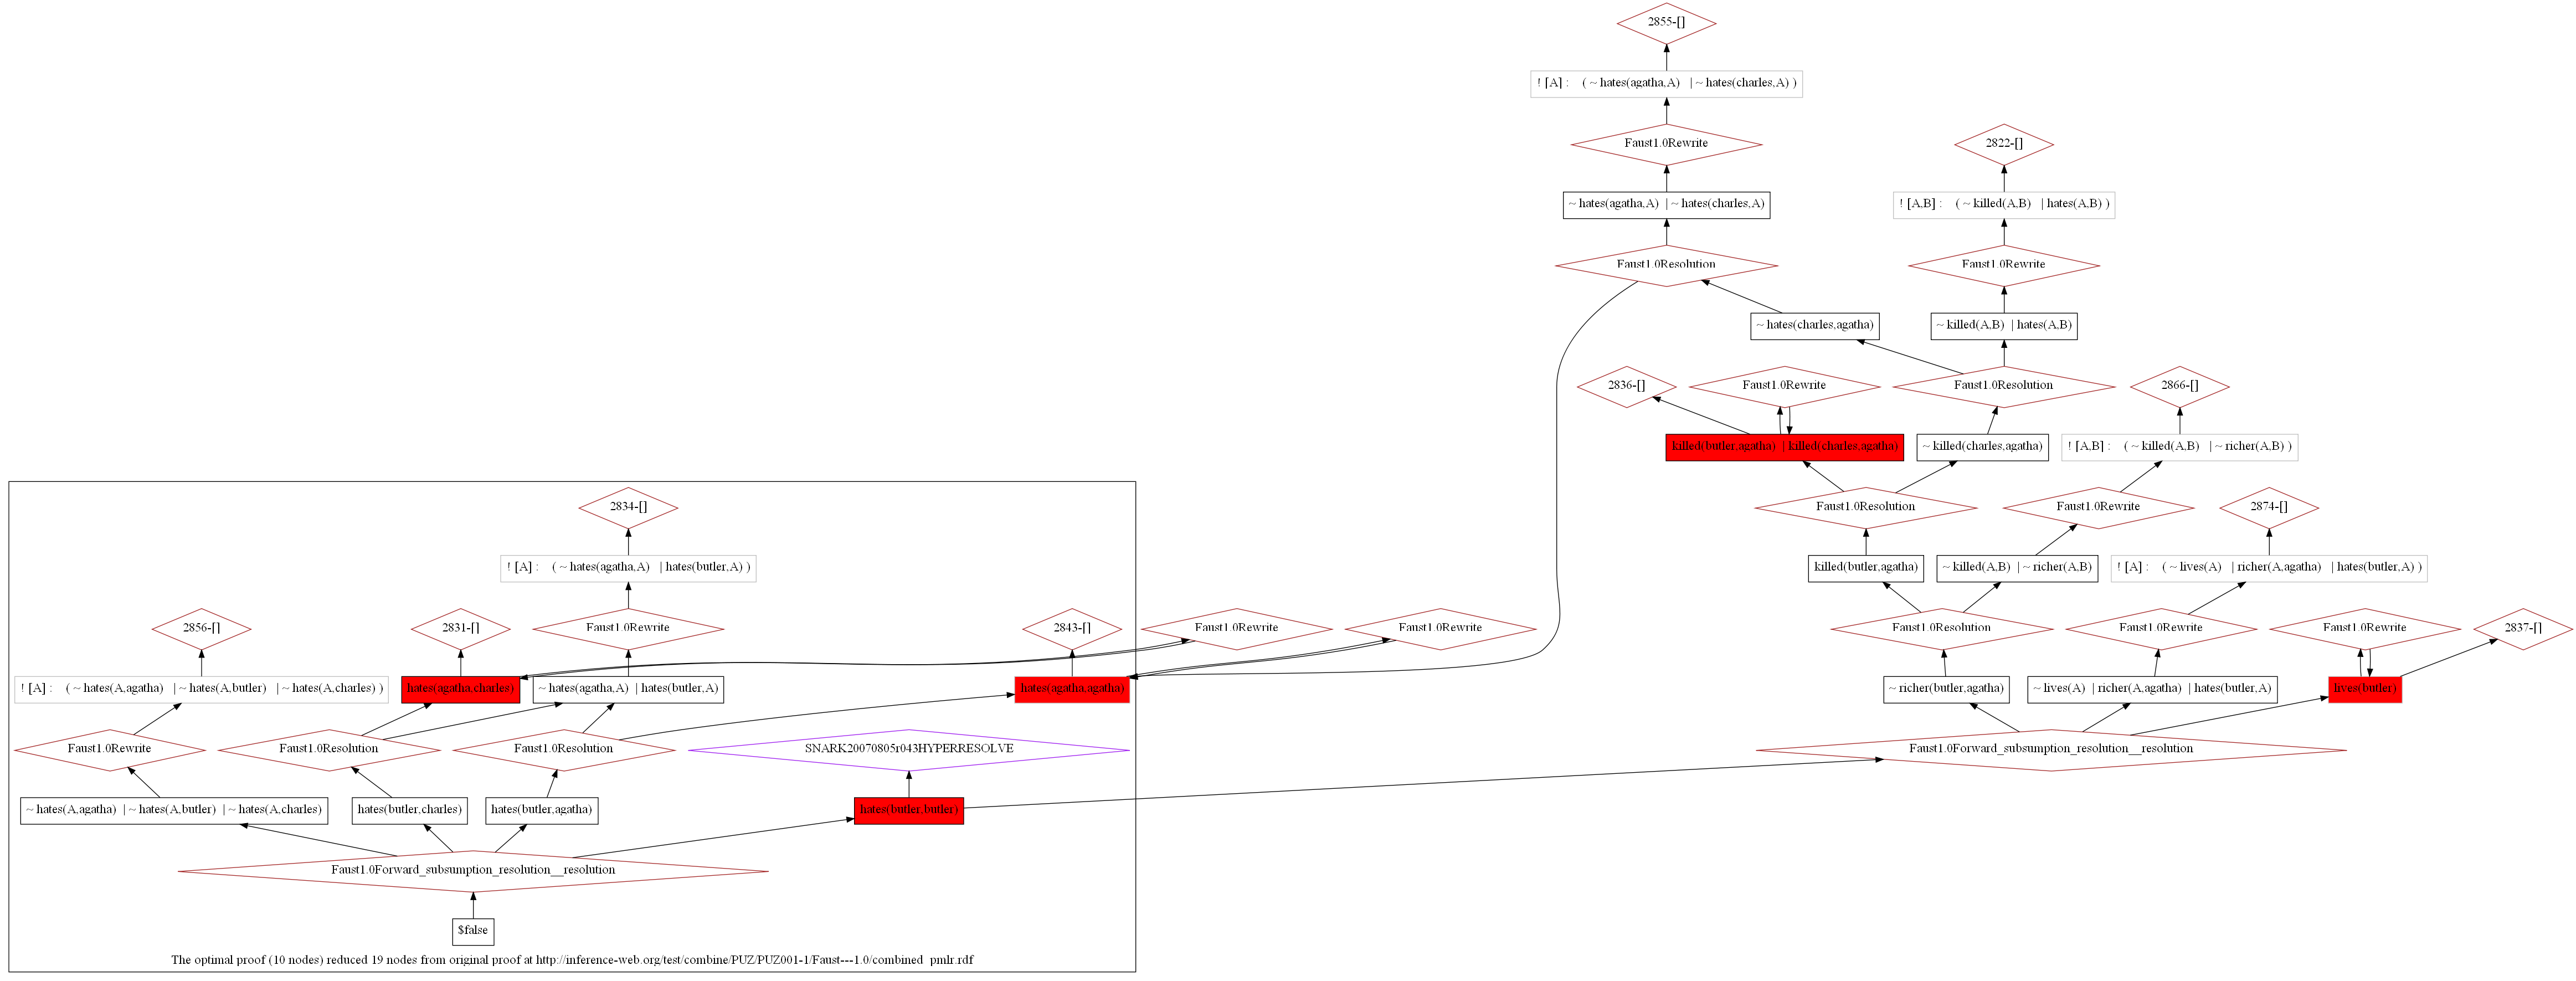 2855-[]
! [A] : ( ~ hates(agatha,A) | ~ hates(charles,A) )
Faust1.0Rewrite
2822-[]
~ hates(agatha,A) | ~ hates(charles,A)
! [A,B] : ( ~ killed(A,B) | hates(A,B) )
Faust1.0Resolution
Faust1.0Rewrite
~ hates(charles,agatha)
~ killed(A,B) | hates(A,B)
2836-[]
Faust1.0Rewrite
Faust1.0Resolution
2866-[]
killed(butler,agatha) | killed(charles,agatha)
~ killed(charles,agatha)
! [A,B] : ( ~ killed(A,B) | ~ richer(A,B) )
2834-[]
Faust1.0Resolution
Faust1.0Rewrite
2874-[]
! [A] : ( ~ hates(agatha,A) | hates(butler,A) )
killed(butler,agatha)
~ killed(A,B) | ~ richer(A,B)
! [A] : ( ~ lives(A) | richer(A,agatha) | hates(butler,A) )
2856-[]
2831-[]
Faust1.0Rewrite
2843-[]
Faust1.0Rewrite
Faust1.0Rewrite
Faust1.0Resolution
Faust1.0Rewrite
Faust1.0Rewrite
2837-[]
! [A] : ( ~ hates(A,agatha) | ~ hates(A,butler) | ~ hates(A,charles) )
hates(agatha,charles)
~ hates(agatha,A) | hates(butler,A)
hates(agatha,agatha)
~ richer(butler,agatha)
~ lives(A) | richer(A,agatha) | hates(butler,A)
lives(butler)
Faust1.0Rewrite
Faust1.0Resolution
Faust1.0Resolution
SNARK20070805r043HYPERRESOLVE
Faust1.0Forward_subsumption_resolution__resolution
~ hates(A,agatha) | ~ hates(A,butler) | ~ hates(A,charles)
hates(butler,charles)
hates(butler,agatha)
hates(butler,butler)
Faust1.0Forward_subsumption_resolution__resolution
$false
The optimal proof (10 nodes) reduced 19 nodes from original proof at http://inference-web.org/test/combine/PUZ/PUZ001-1/Faust---1.0/combined_pmlr.rdf